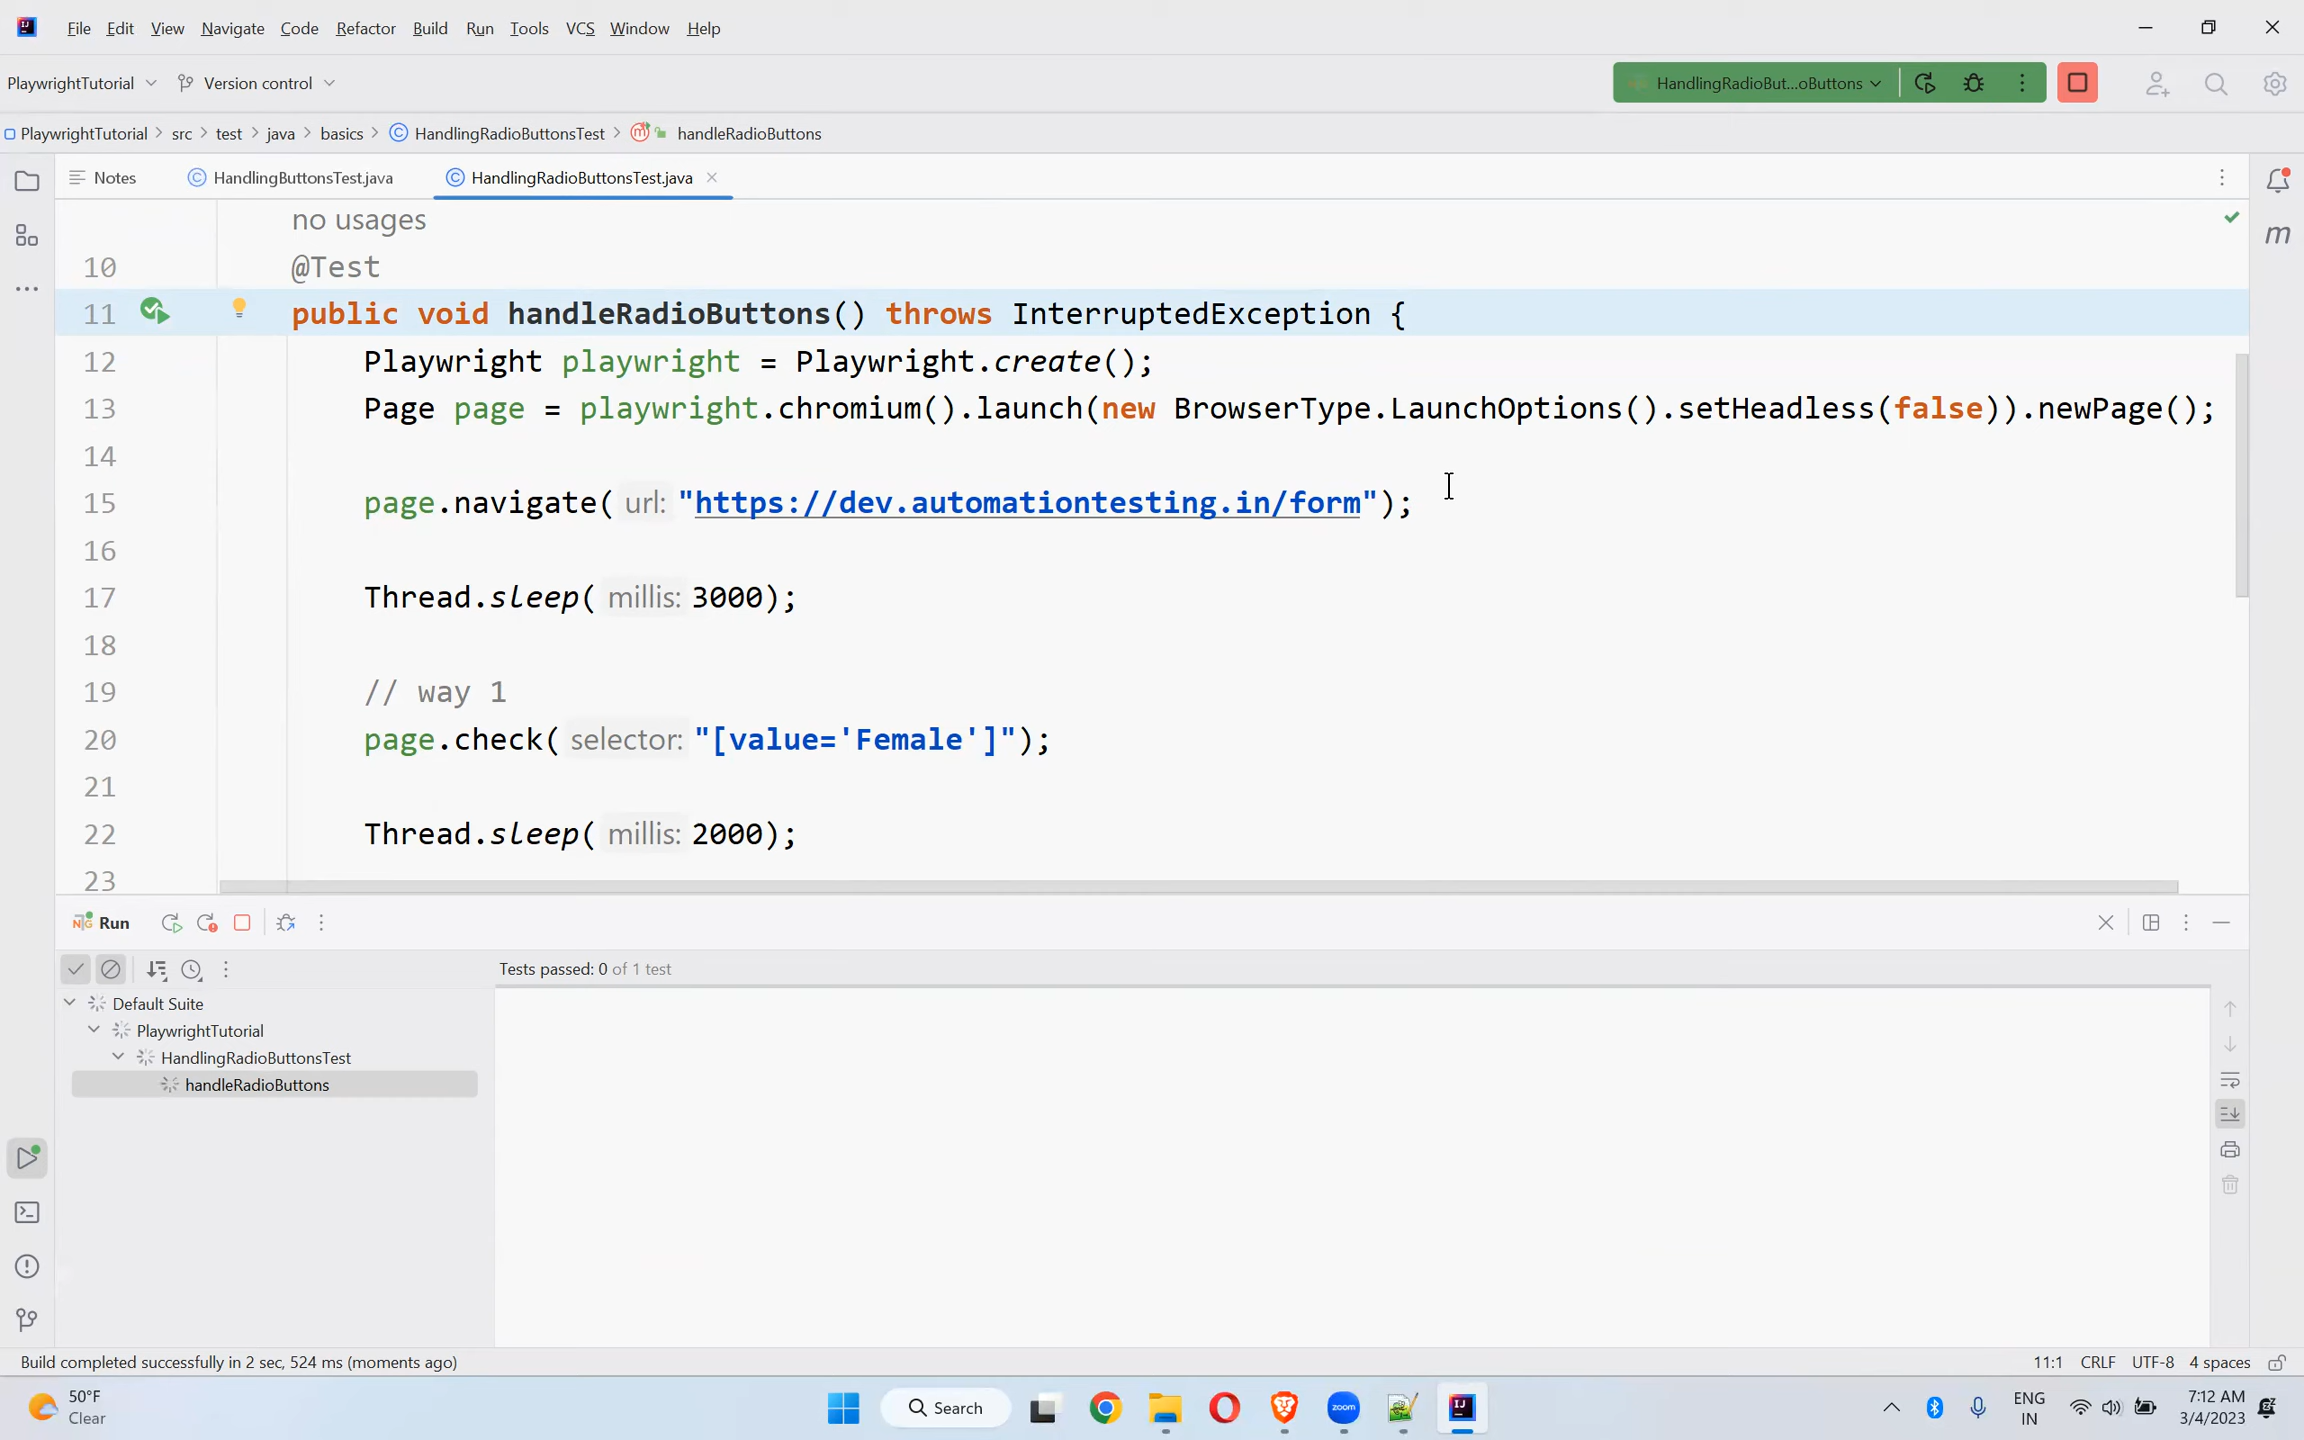 File Edit View Navigate Code Refactor Build Run Tools VCS Window Help
PlaywrightTutorial Version control HandlingRadioBut...oButtons
PlaywrightTutorial src test java basics HandlingRadioButtonsTest handleRadioButtons
Notes HandlingButtonsTest.java HandlingRadioButtonsTest.java
no usages
10 @Test
11 public void handleRadioButtons() throws InterruptedException {
12 Playwright playwright = Playwright.create();
13 Page page = playwright.chromium().launch(new BrowserType.LaunchOptions().setHeadless(false)).newPage();
14
15 page.navigate( url: "https://dev.automationtesting.in/form");
16
17 Thread.sleep( millis: 3000);
18
19 // way 1
20 page.check( selector: "[value='Female']");
21
22 Thread.sleep( millis: 2000);
23
Run
Tests passed: 0 of 1 test
Default Suite
PlaywrightTutorial
HandlingRadioButtonsTest
handleRadioButtons
Build completed successfully in 2 sec, 524 ms (moments ago) 11:1 CRLF UTF-8 4 spaces
50°F
Clear
Search
zoom
ENG
IN
7:12 AM
3/4/2023